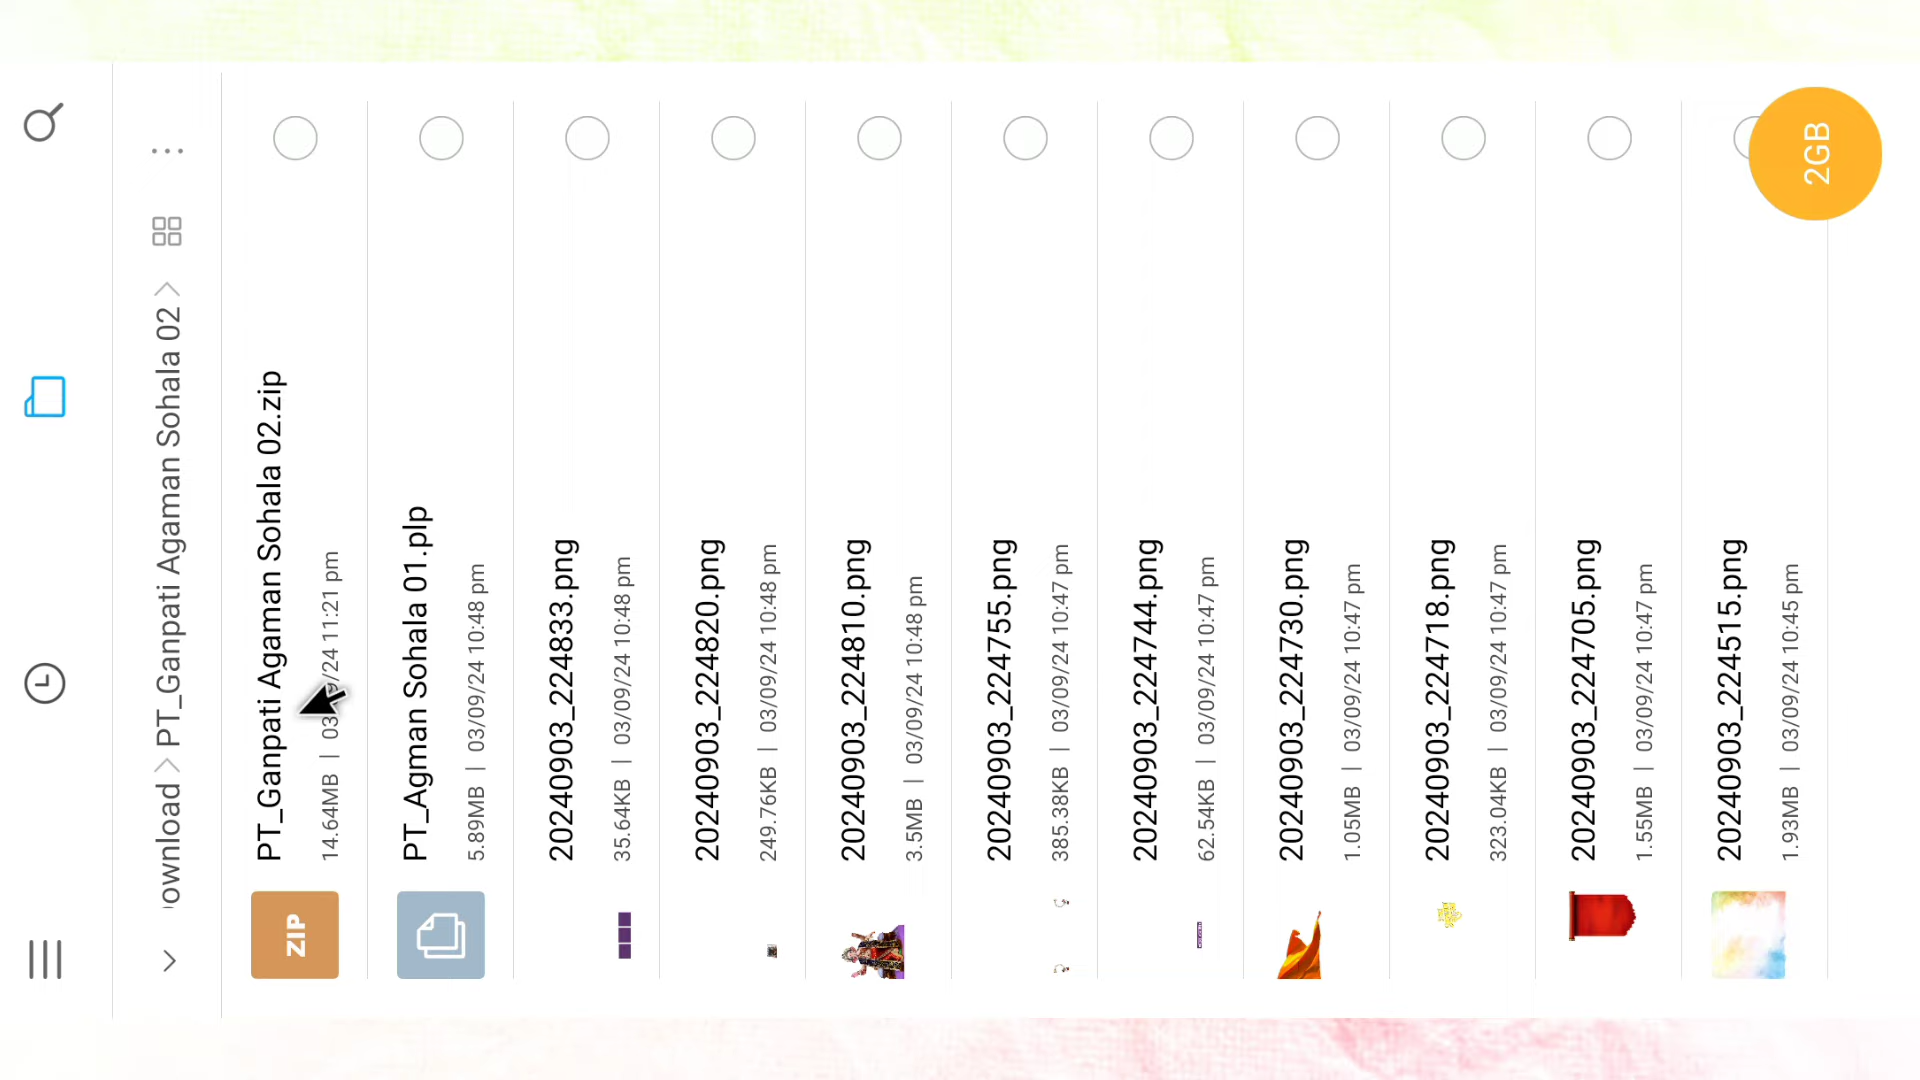 ownload > PT_Ganpati Agaman Sohala 02 >
ZIP
PT_Ganpati Agaman Sohala 02.zip
14.64MB | 03/09/24 11:21 pm
PT_Agman Sohala 01.plp
5.89MB | 03/09/24 10:48 pm
20240903_224833.png
35.64KB | 03/09/24 10:48 pm
20240903_224820.png
249.76KB | 03/09/24 10:48 pm
20240903_224810.png
3.5MB | 03/09/24 10:48 pm
20240903_224755.png
385.38KB | 03/09/24 10:47 pm
20240903_224744.png
62.54KB | 03/09/24 10:47 pm
20240903_224730.png
1.05MB | 03/09/24 10:47 pm
20240903_224718.png
323.04KB | 03/09/24 10:47 pm
20240903_224705.png
1.55MB | 03/09/24 10:47 pm
20240903_224515.png
1.93MB | 03/09/24 10:45 pm
2GB